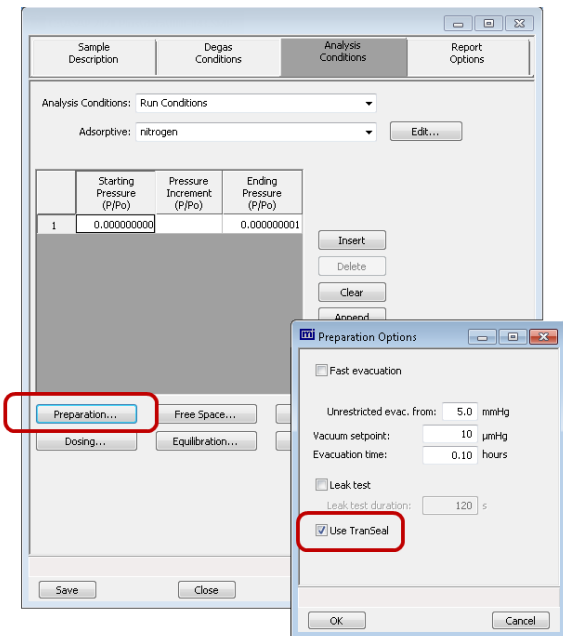 Sample Description
Degas Conditions
Analysis Conditions
Report Options
Analysis Conditions: Run Conditions
Adsorptive: nitrogen
Edit...
Starting Pressure (P/Po)
Pressure Increment (P/Po)
Ending Pressure (P/Po)
1 0.000000000 0.000000001
Insert
Delete
Clear
Append
Preparation...
Free Space...
Dosing...
Equilibration...
Save
Close
mi Preparation Options
Fast evacuation
Unrestricted evac. from: 5.0 mmHg
Vacuum setpoint: 10 µmHg
Evacuation time: 0.10 hours
Leak test
Leak test duration: 120 s
Use TranSeal
OK
Cancel